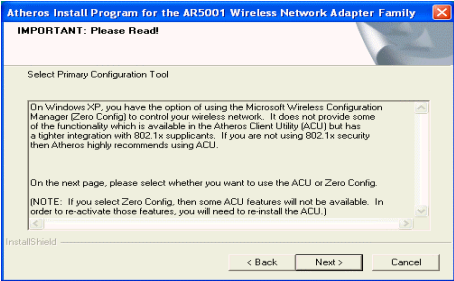 Atheros Install Program for the AR5001 Wireless Network Adapter Family
IMPORTANT: Please Read!
Select Primary Configuration Tool
On Windows XP, you have the option of using the Microsoft Wireless Configuration
Manager (Zero Config) to control your wireless network. It does not provide some
of the functionality which is available in the Atheros Client Utility (ACU) but has
a tighter integration with 802.1x supplicants. If you are not using 802.1x security
then Atheros highly recommends using ACU.
On the next page, please select whether you want to use the ACU or Zero Config.
(NOTE: If you select Zero Config, then some ACU features will not be available. In
order to re-activate those features, you will need to re-install the ACU.)
InstallShield
< Back
Next >
Cancel